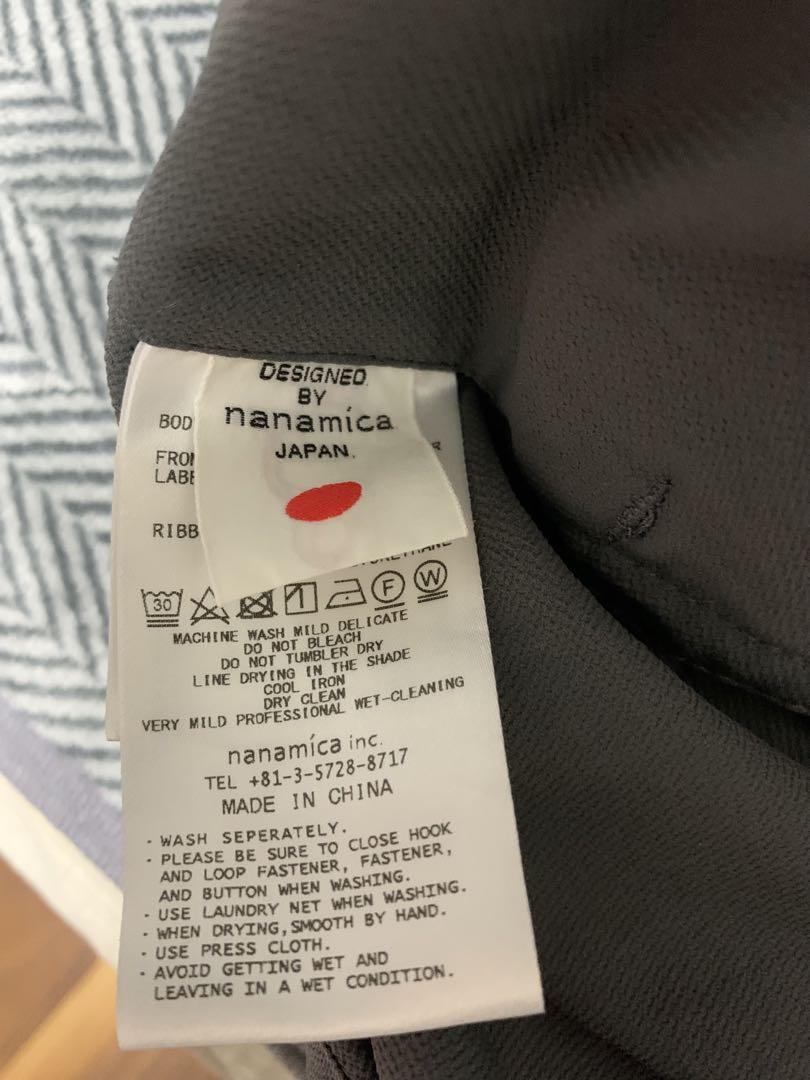 DESIGNED
BY
nanamica
JAPAN.
BOD
FRO
LABE
R
RIBB
30
F
W
MACHINE WASH MILD DELICATE
DO NOT BLEACH
DO NOT TUMBLER DRY
LINE DRYING IN THE SHADE
COOL IRON
DRY CLEAN
VERY MILD PROFESSIONAL WET-CLEANING
nanamica inc.
TEL +81-3-5728-8717
MADE IN CHINA
· WASH SEPERATELY.
· PLEASE BE SURE TO CLOSE HOOK
AND LOOP FASTENER, FASTENER,
AND BUTTON WHEN WASHING.
· USE LAUNDRY NET WHEN WASHING.
· WHEN DRYING,SMOOTH BY HAND.
· USE PRESS CLOTH.
· AVOID GETTING WET AND
LEAVING IN A WET CONDITION.